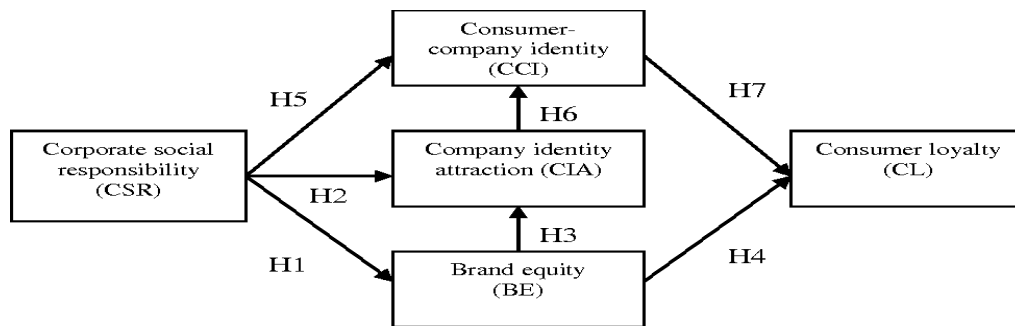 Consumer-
company identity
(CCI)
H5
H7
H6
Corporate social
responsibility
(CSR)
Company identity
attraction (CIA)
Consumer loyalty
(CL)
H2
H3
H1
H4
Brand equity
(BE)